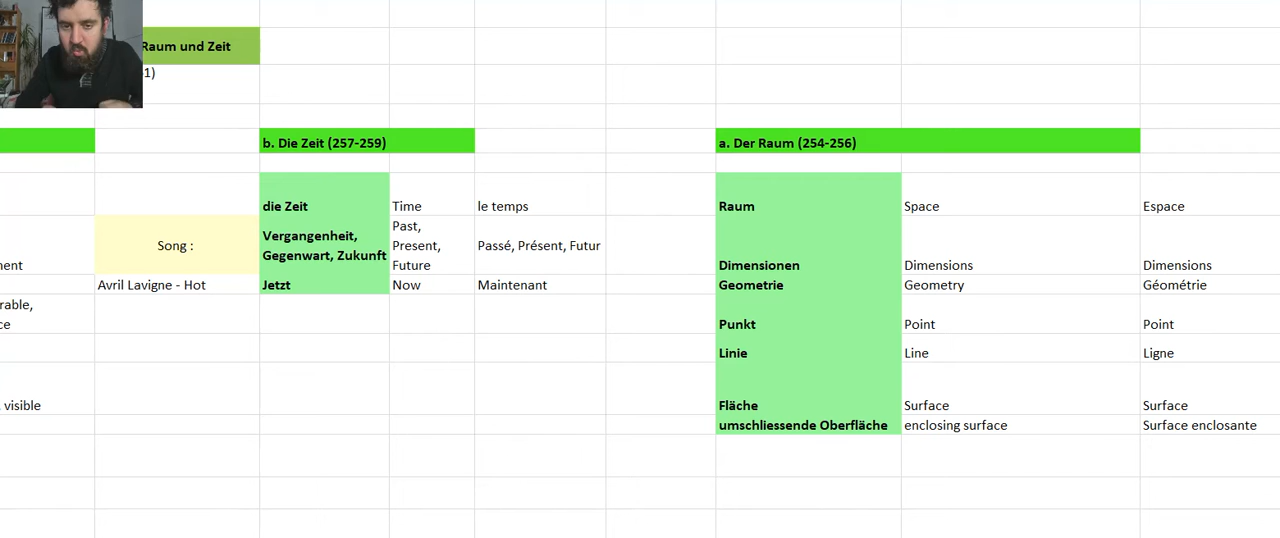 Raum und Zeit
-1)
b. Die Zeit (257-259)
a. Der Raum (254-256)
die Zeit
Time
le temps
Raum
Space
Espace
Song :
Vergangenheit,
Gegenwart, Zukunft
Past,
Present,
Future
Passé, Présent, Futur
nent
Dimensionen
Dimensions
Dimensions
Avril Lavigne - Hot
Jetzt
Now
Maintenant
Geometrie
Geometry
Géométrie
rable,
ce
Punkt
Point
Point
Linie
Line
Ligne
visible
Fläche
Surface
Surface
umschliessende Oberfläche
enclosing surface
Surface enclosante